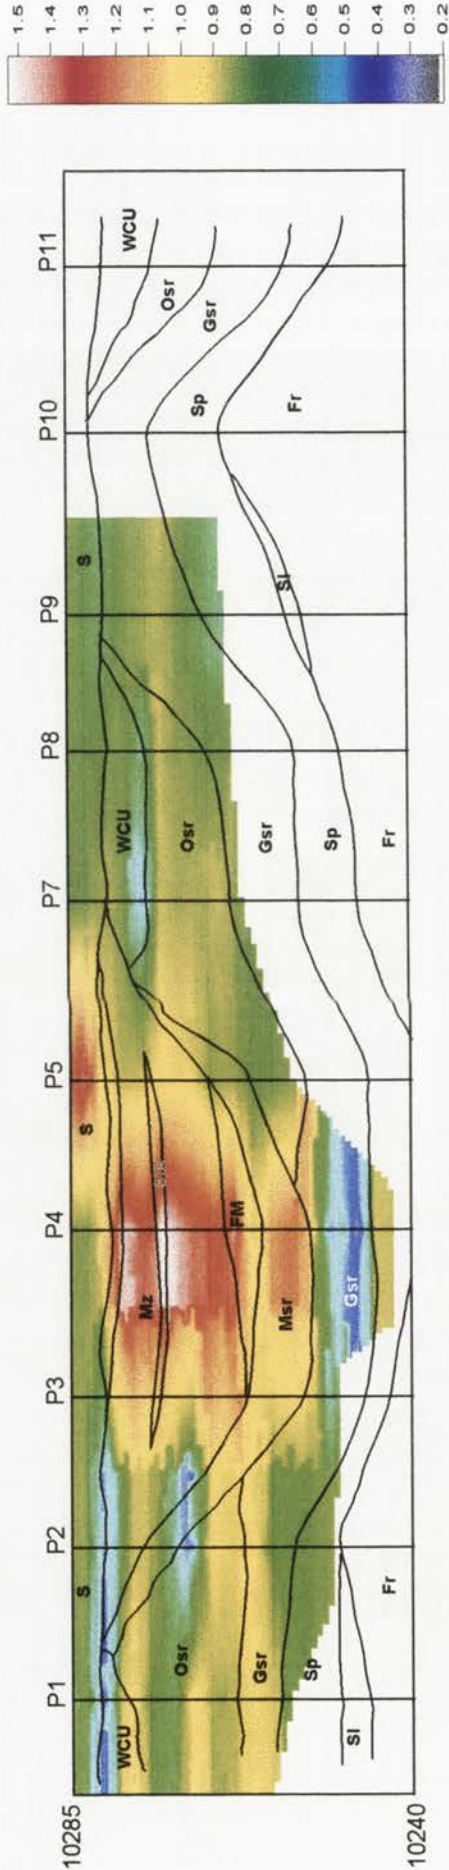 P1 P2 P3 P4 P5 P7 P8 P9 P10 P11
10285
S S S
WCU WCU WCU
Mz
Osr Osr Osr
FM
Gsr Msr Gsr Gsr
Gsr
Sp Sp Sp
Sl Sl
Fr Fr Fr
10240
1.5
1.4
1.3
1.2
1.1
1.0
0.9
0.8
0.7
0.6
0.5
0.4
0.3
0.2